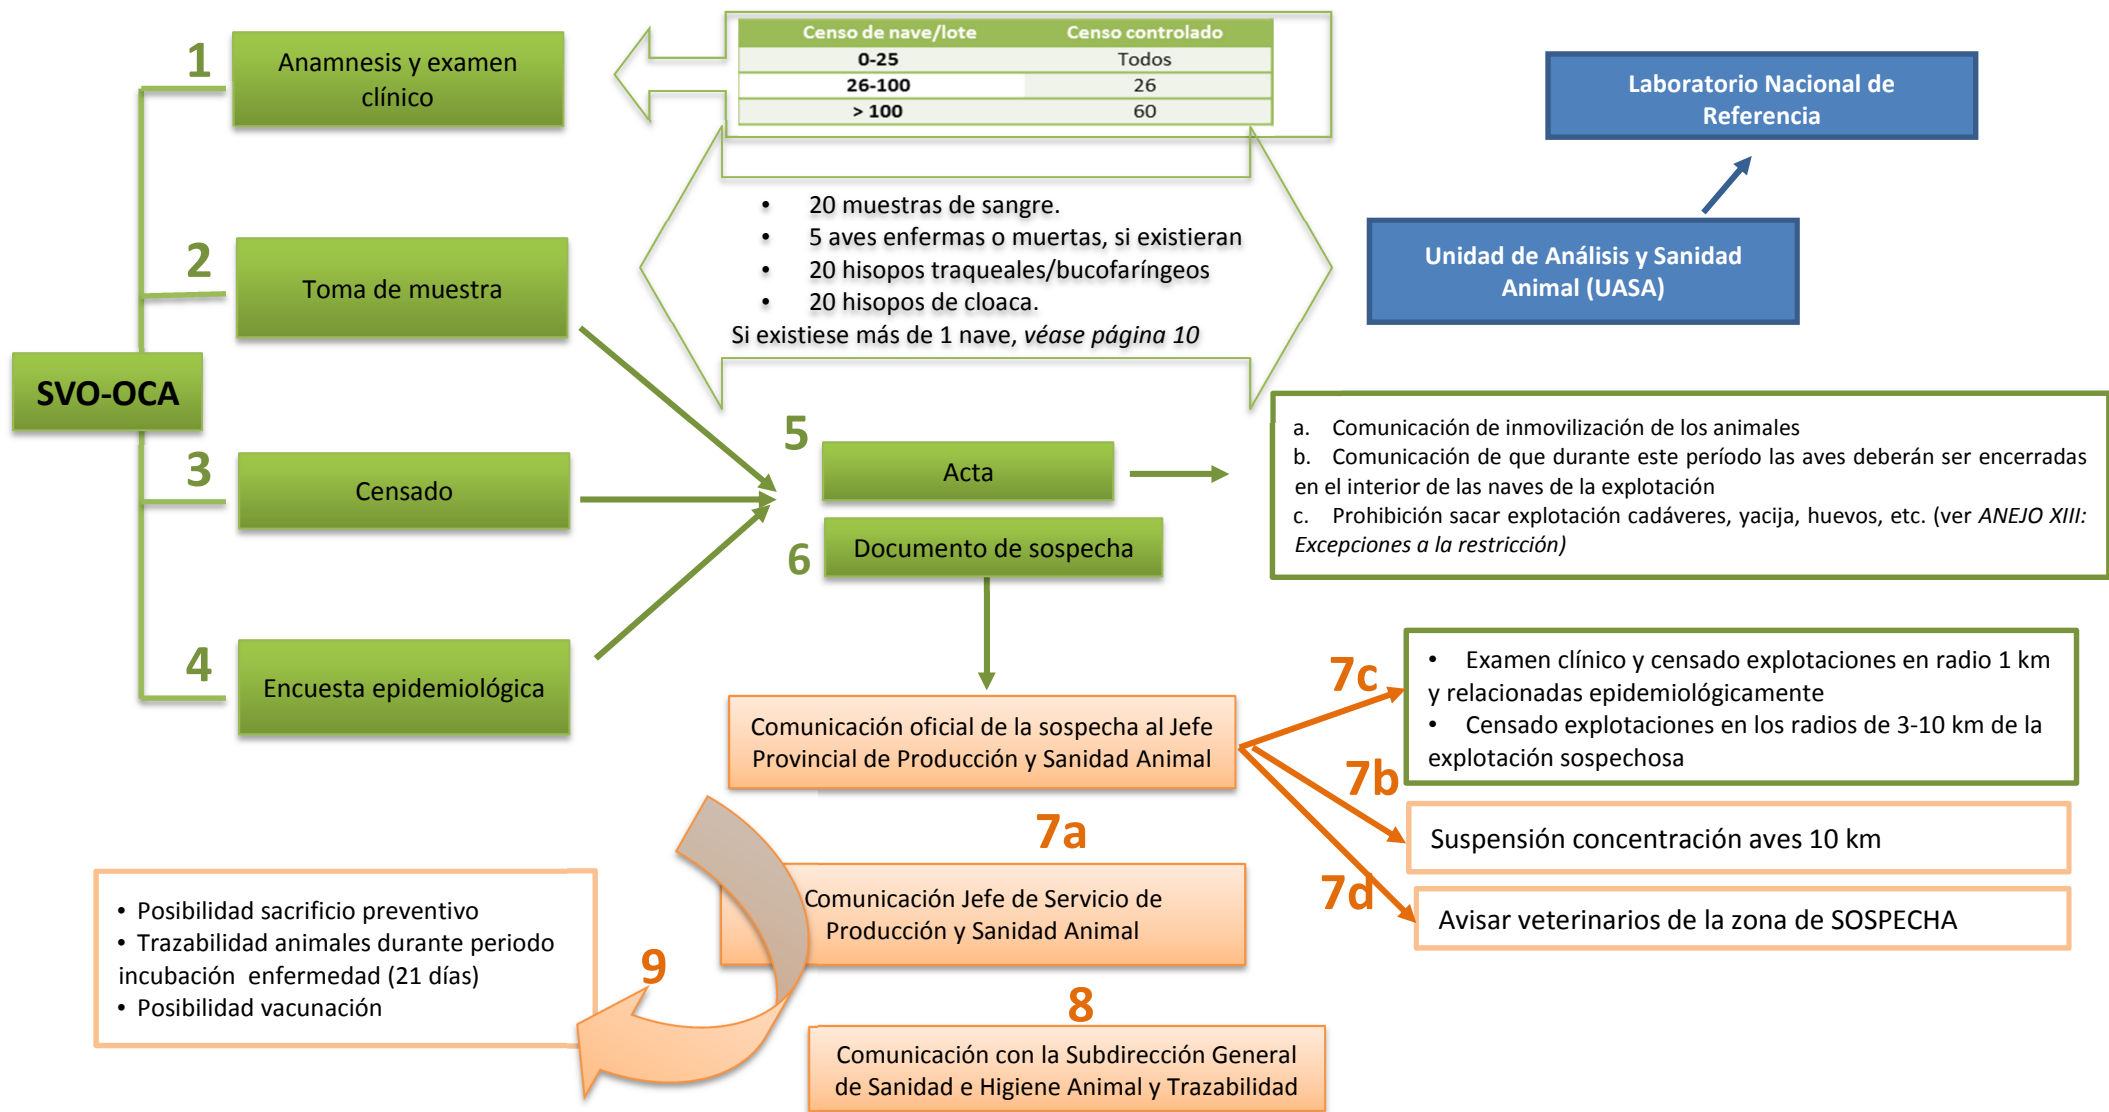 1
Anamnesis y examen
clínico
Censo de nave/lote Censo controlado
0-25 Todos
26-100 26
> 100 60
Laboratorio Nacional de
Referencia
2
Toma de muestra
• 20 muestras de sangre.
• 5 aves enfermas o muertas, si existieran
• 20 hisopos traqueales/bucofaríngeos
• 20 hisopos de cloaca.
Si existiese más de 1 nave, véase página 10
Unidad de Análisis y Sanidad
Animal (UASA)
SVO-OCA
3
Censado
5
Acta
a. Comunicación de inmovilización de los animales
b. Comunicación de que durante este período las aves deberán ser encerradas
en el interior de las naves de la explotación
c. Prohibición sacar explotación cadáveres, yacija, huevos, etc. (ver ANEJO XIII:
Excepciones a la restricción)
6
Documento de sospecha
4
Encuesta epidemiológica
Comunicación oficial de la sospecha al Jefe
Provincial de Producción y Sanidad Animal
7c
• Examen clínico y censado explotaciones en radio 1 km
y relacionadas epidemiológicamente
• Censado explotaciones en los radios de 3-10 km de la
explotación sospechosa
7b
Suspensión concentración aves 10 km
7d
Avisar veterinarios de la zona de SOSPECHA
7a
Comunicación Jefe de Servicio de
Producción y Sanidad Animal
9
• Posibilidad sacrificio preventivo
• Trazabilidad animales durante periodo
incubación enfermedad (21 días)
• Posibilidad vacunación
8
Comunicación con la Subdirección General
de Sanidad e Higiene Animal y Trazabilidad